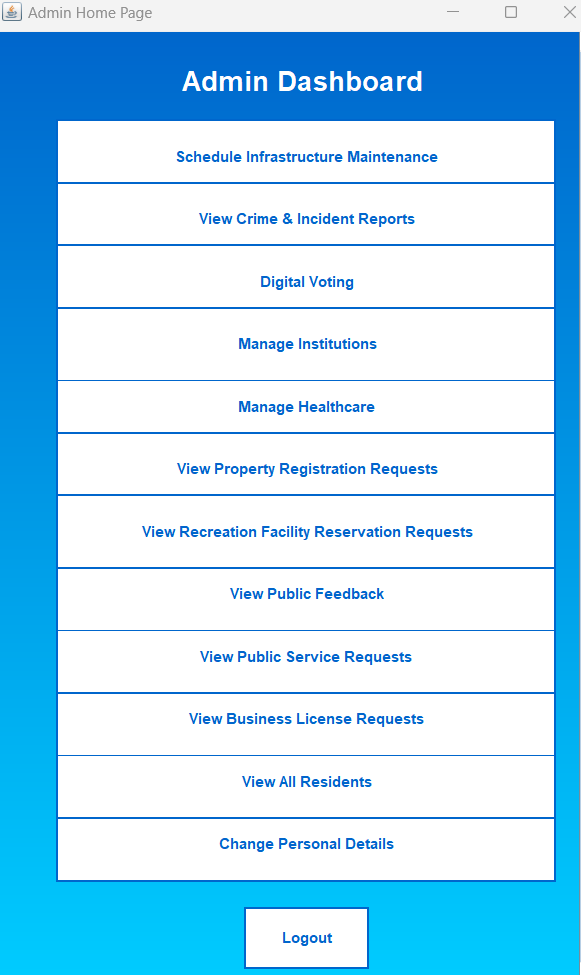 Admin Home Page
Admin Dashboard
Schedule Infrastructure Maintenance
View Crime & Incident Reports
Digital Voting
Manage Institutions
Manage Healthcare
View Property Registration Requests
View Recreation Facility Reservation Requests
View Public Feedback
View Public Service Requests
View Business License Requests
View All Residents
Change Personal Details
Logout